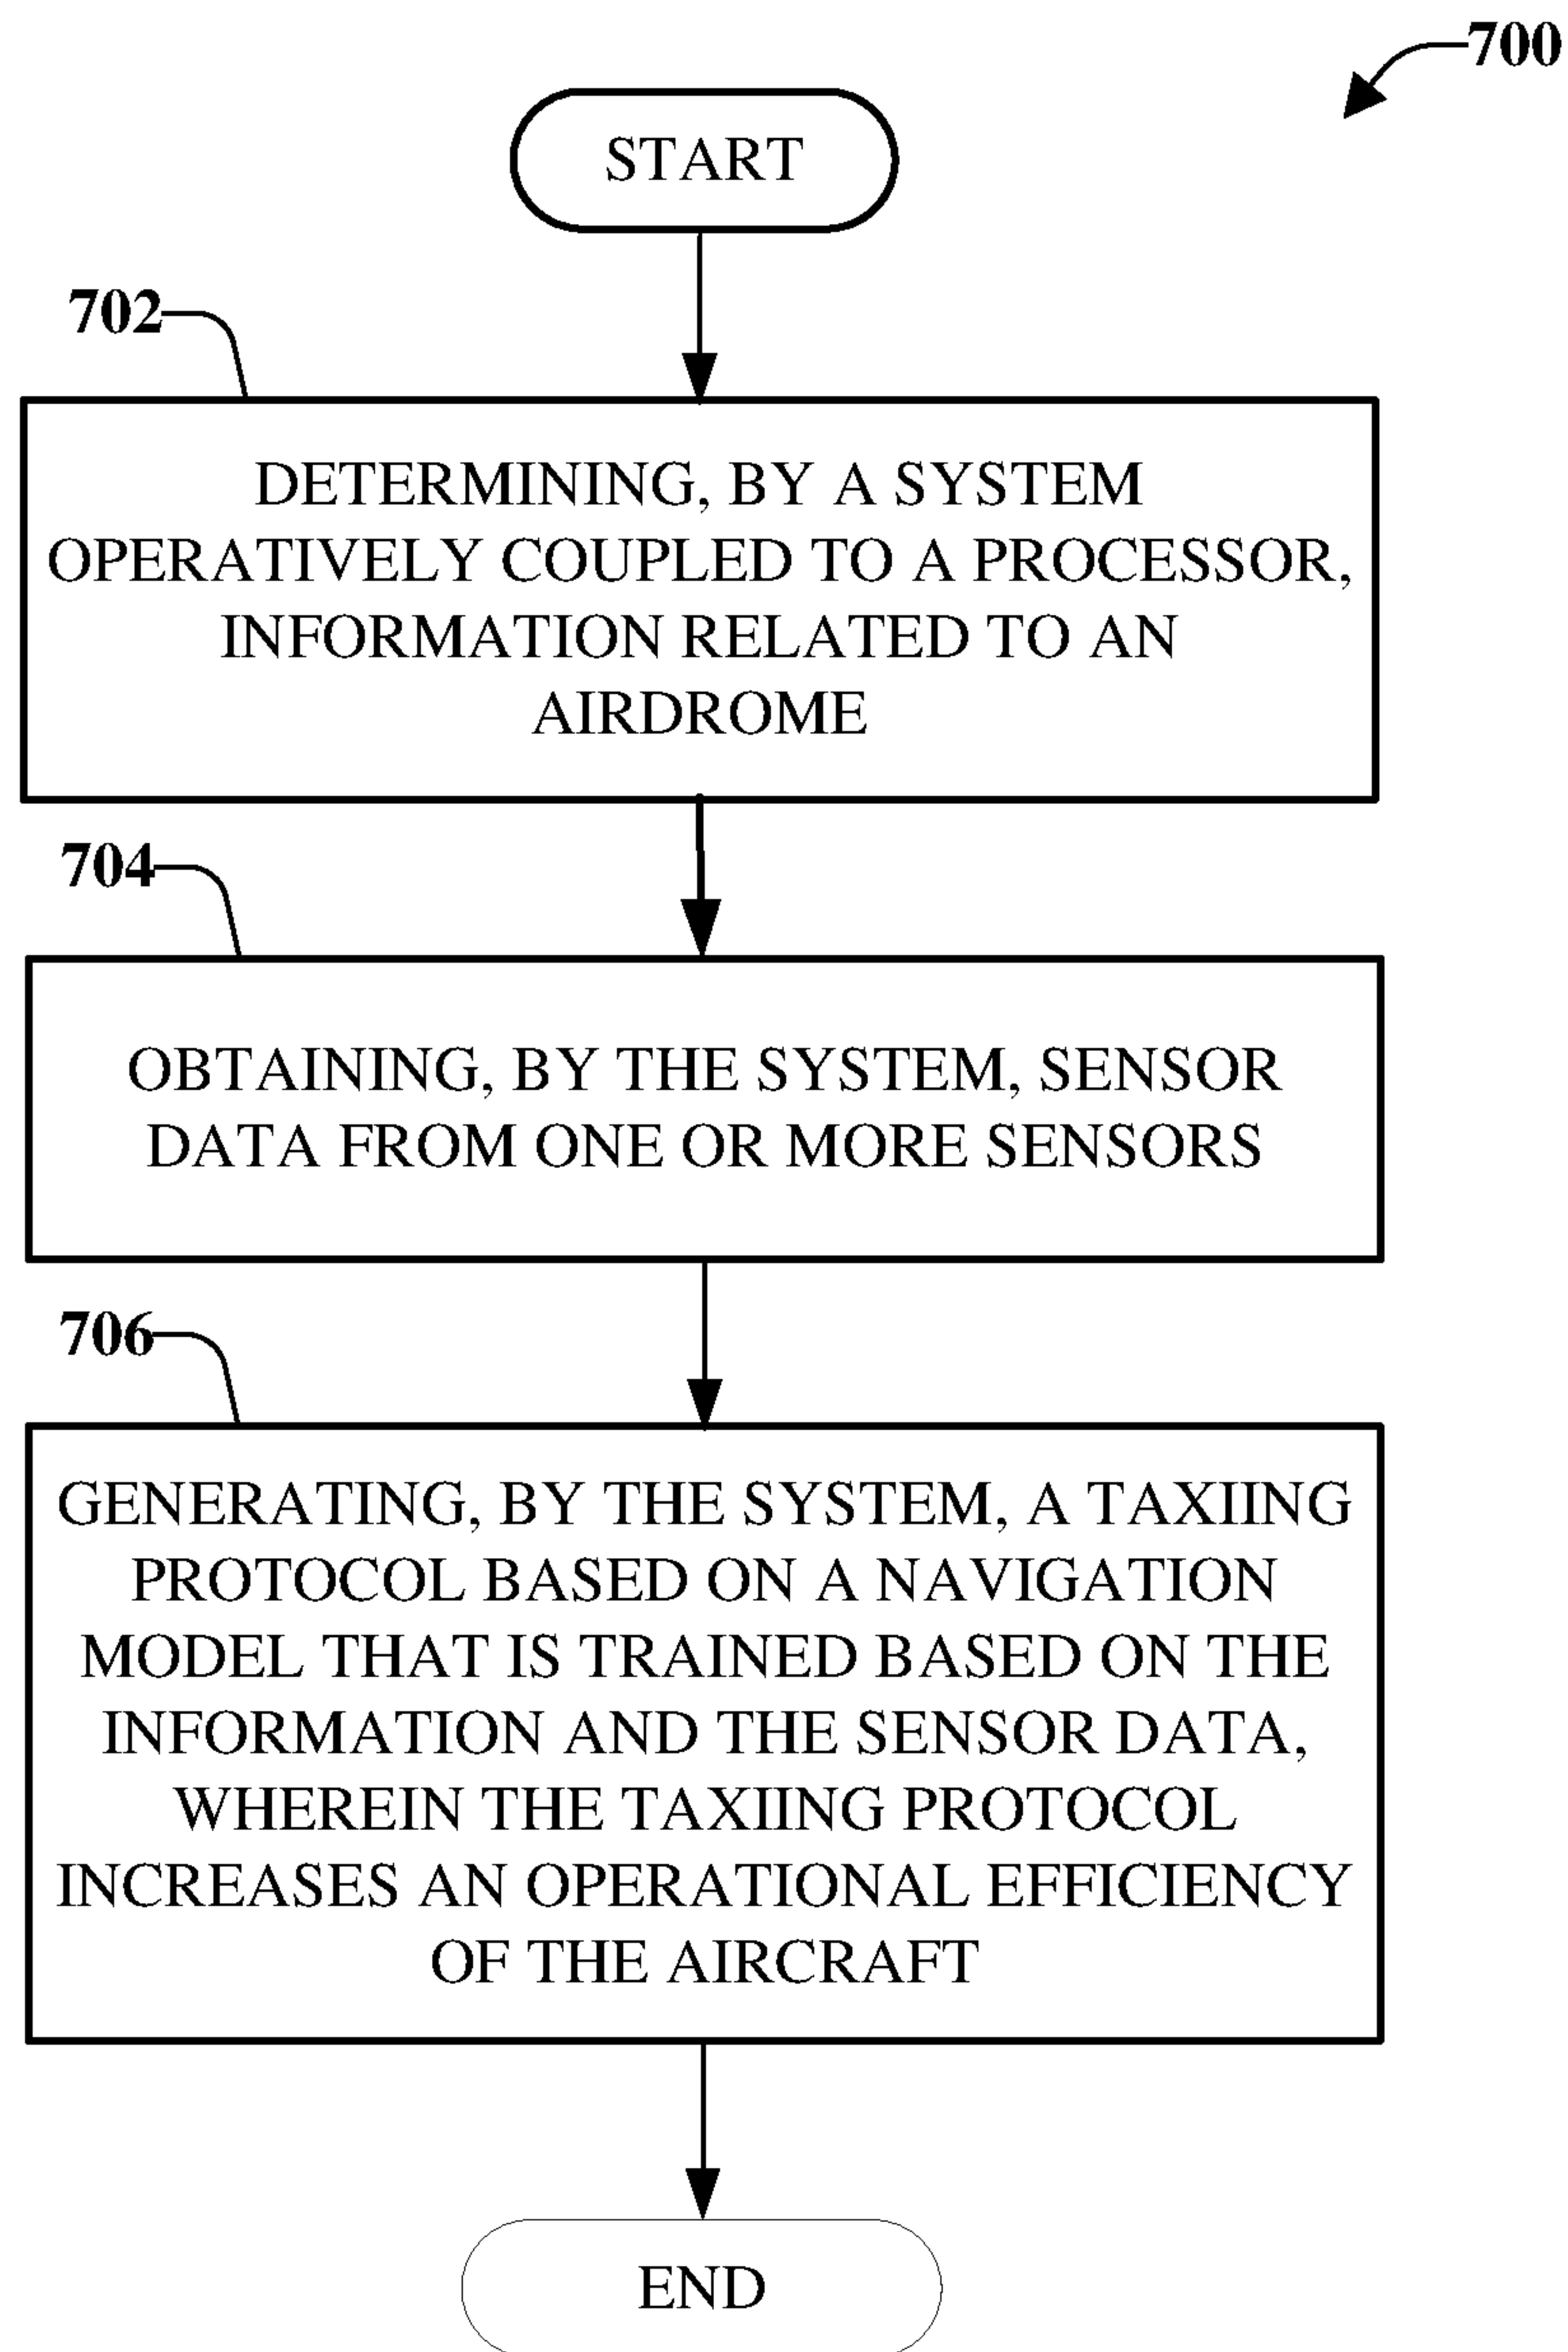 700
START
702
DETERMINING, BY A SYSTEM
OPERATIVELY COUPLED TO A PROCESSOR,
INFORMATION RELATED TO AN
AIRDROME
704
OBTAINING, BY THE SYSTEM, SENSOR
DATA FROM ONE OR MORE SENSORS
706
GENERATING, BY THE SYSTEM, A TAXIING
PROTOCOL BASED ON A NAVIGATION
MODEL THAT IS TRAINED BASED ON THE
INFORMATION AND THE SENSOR DATA,
WHEREIN THE TAXIING PROTOCOL
INCREASES AN OPERATIONAL EFFICIENCY
OF THE AIRCRAFT
END